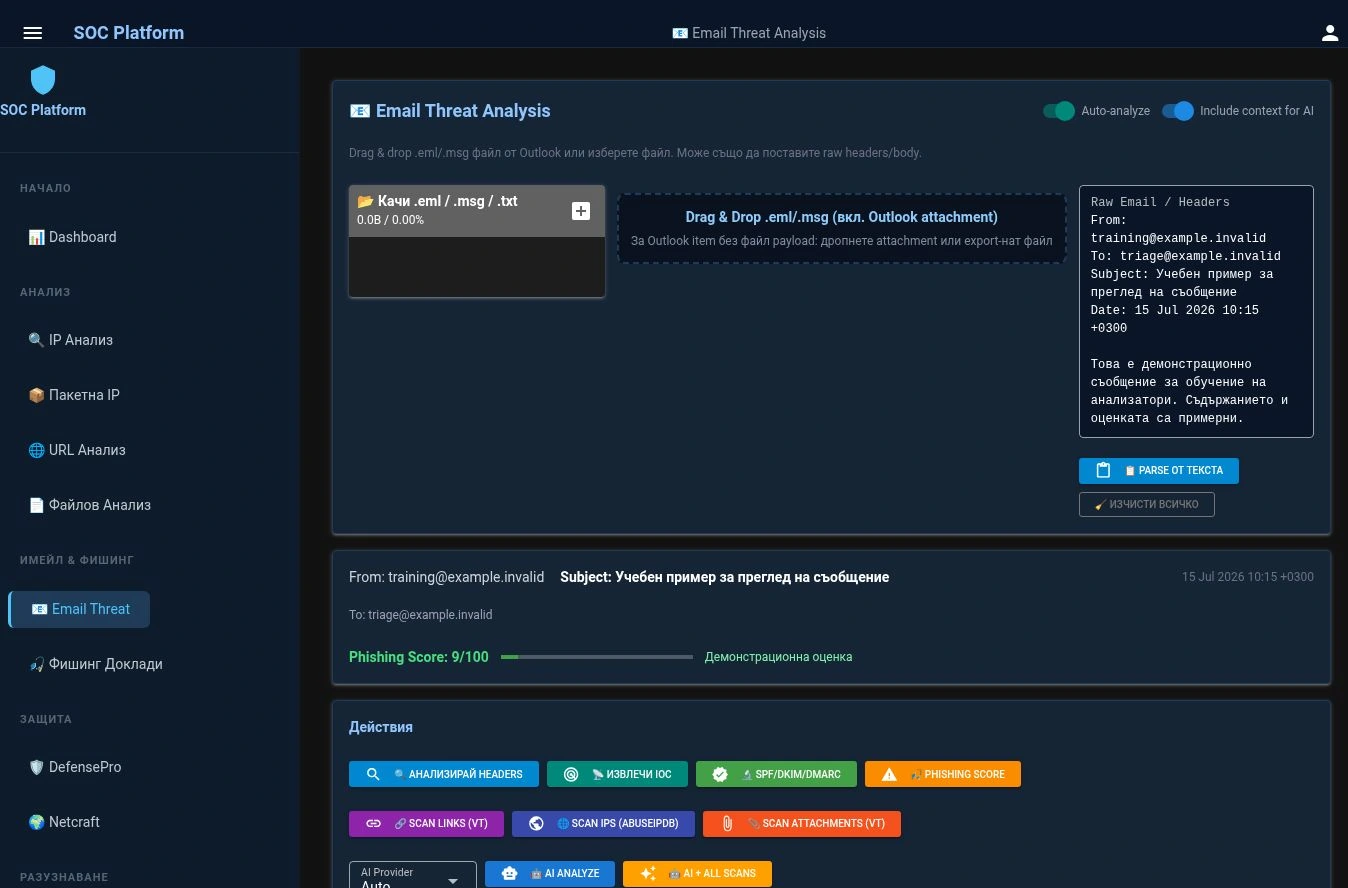 SOC Platform
📧 Email Threat Analysis
SOC Platform
НАЧАЛО
📊 Dashboard
АНАЛИЗ
🔍 IP Анализ
📦 Пакетна IP
🌐 URL Анализ
📄 Файлов Анализ
ИМЕЙЛ & ФИШИНГ
📧 Email Threat
🎣 Фишинг Доклади
ЗАЩИТА
🛡️ DefensePro
🌍 Netcraft
РАЗУЗНАВАНЕ
📧 Email Threat Analysis
Auto-analyze
Include context for AI
Drag & drop .eml/.msg файл от Outlook или изберете файл. Може също да поставите raw headers/body.
📂 Качи .eml / .msg / .txt
0.0B / 0.00%
Drag & Drop .eml/.msg (вкл. Outlook attachment)
За Outlook item без файл payload: дропнете attachment или export-нат файл
Raw Email / Headers
From:
training@example.invalid
To: triage@example.invalid
Subject: Учебен пример за
преглед на съобщение
Date: 15 Jul 2026 10:15
+0300
Това е демонстрационно
съобщение за обучение на
анализатори. Съдържанието и
оценката са примерни.
📋 PARSE ОТ ТЕКСТА
🧹 ИЗЧИСТИ ВСИЧКО
From: training@example.invalid
Subject: Учебен пример за преглед на съобщение
15 Jul 2026 10:15 +0300
To: triage@example.invalid
Phishing Score: 9/100
Демонстрационна оценка
Действия
🔍 АНАЛИЗИРАЙ HEADERS
📡 ИЗВЛЕЧИ IOC
🔬 SPF/DKIM/DMARC
🎣 PHISHING SCORE
🔗 SCAN LINKS (VT)
🌐 SCAN IPS (ABUSEIPDB)
📎 SCAN ATTACHMENTS (VT)
AI Provider
Auto
🤖 AI ANALYZE
🤖 AI + ALL SCANS